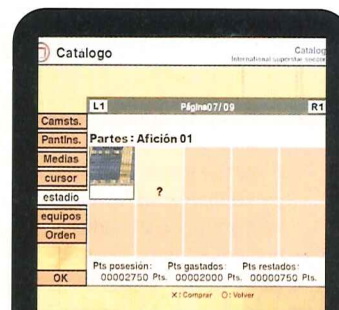 Catálogo
Catalog
International superstar soccer
L1 Página07/09 R1
Camsts.
Pantlns.
Medias
cursor
estadio
equipos
Orden
OK
Partes : Afición 01
?
Pts posesión: Pts gastados: Pts restados:
00002750 Pts. 00002000 Pts. 00000750 Pts.
X:Comprar O:Volver